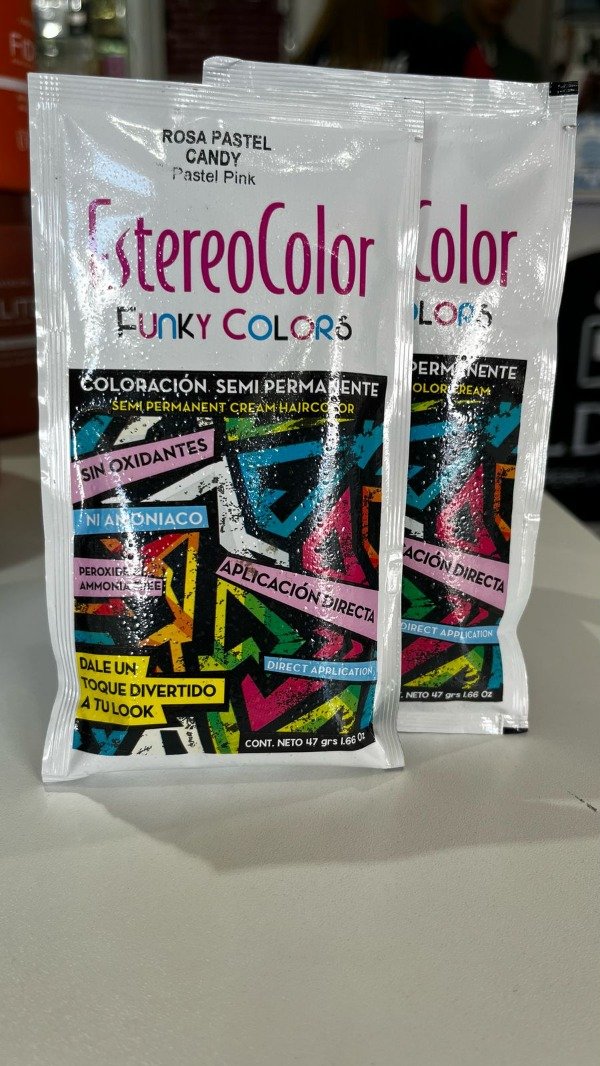 ROSA PASTEL
CANDY
Pastel Pink
EstereoColor
FUNKY COLORS
COLORACIÓN SEMI PERMANENTE
SEMI PERMANENT CREAM HAIRCOLOR
SIN OXIDANTES
NI AMONIACO
PEROXIDE &
AMMONIA FREE
APLICACIÓN DIRECTA
DIRECT APPLICATION
DALE UN
TOQUE DIVERTIDO
A TU LOOK
CONT. NETO 47 grs 1.66 Oz
Color
OLORS
PERMANENTE
OLOR CREAM
ACIÓN DIRECTA
DIRECT APPLICATION
. NETO 47 grs 1.66 Oz